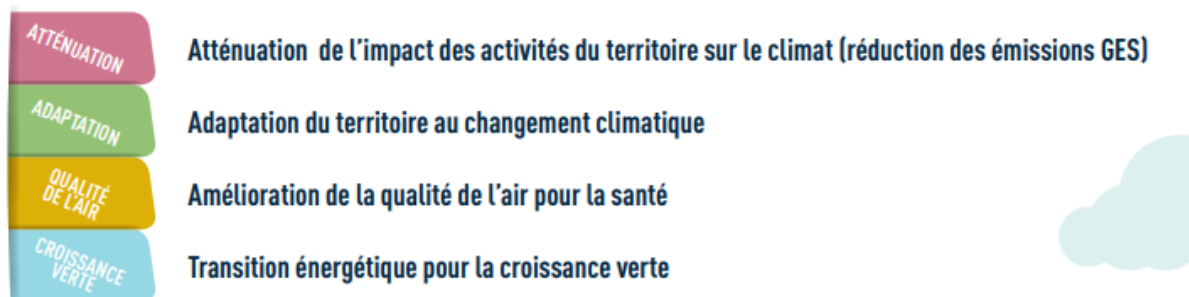 ATTÉNUATION
Atténuation de l'impact des activités du territoire sur le climat (réduction des émissions GES)
ADAPTATION
Adaptation du territoire au changement climatique
QUALITÉ
DE L'AIR
Amélioration de la qualité de l'air pour la santé
CROISSANCE
VERTE
Transition énergétique pour la croissance verte